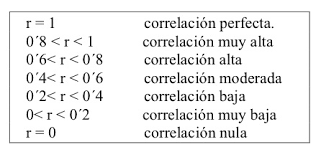 r = 1 correlación perfecta.
0´8 < r < 1 correlación muy alta
0´6< r < 0´8 correlación alta
0´4< r < 0´6 correlación moderada
0´2< r < 0´4 correlación baja
0< r < 0´2 correlación muy baja
r = 0 correlación nula